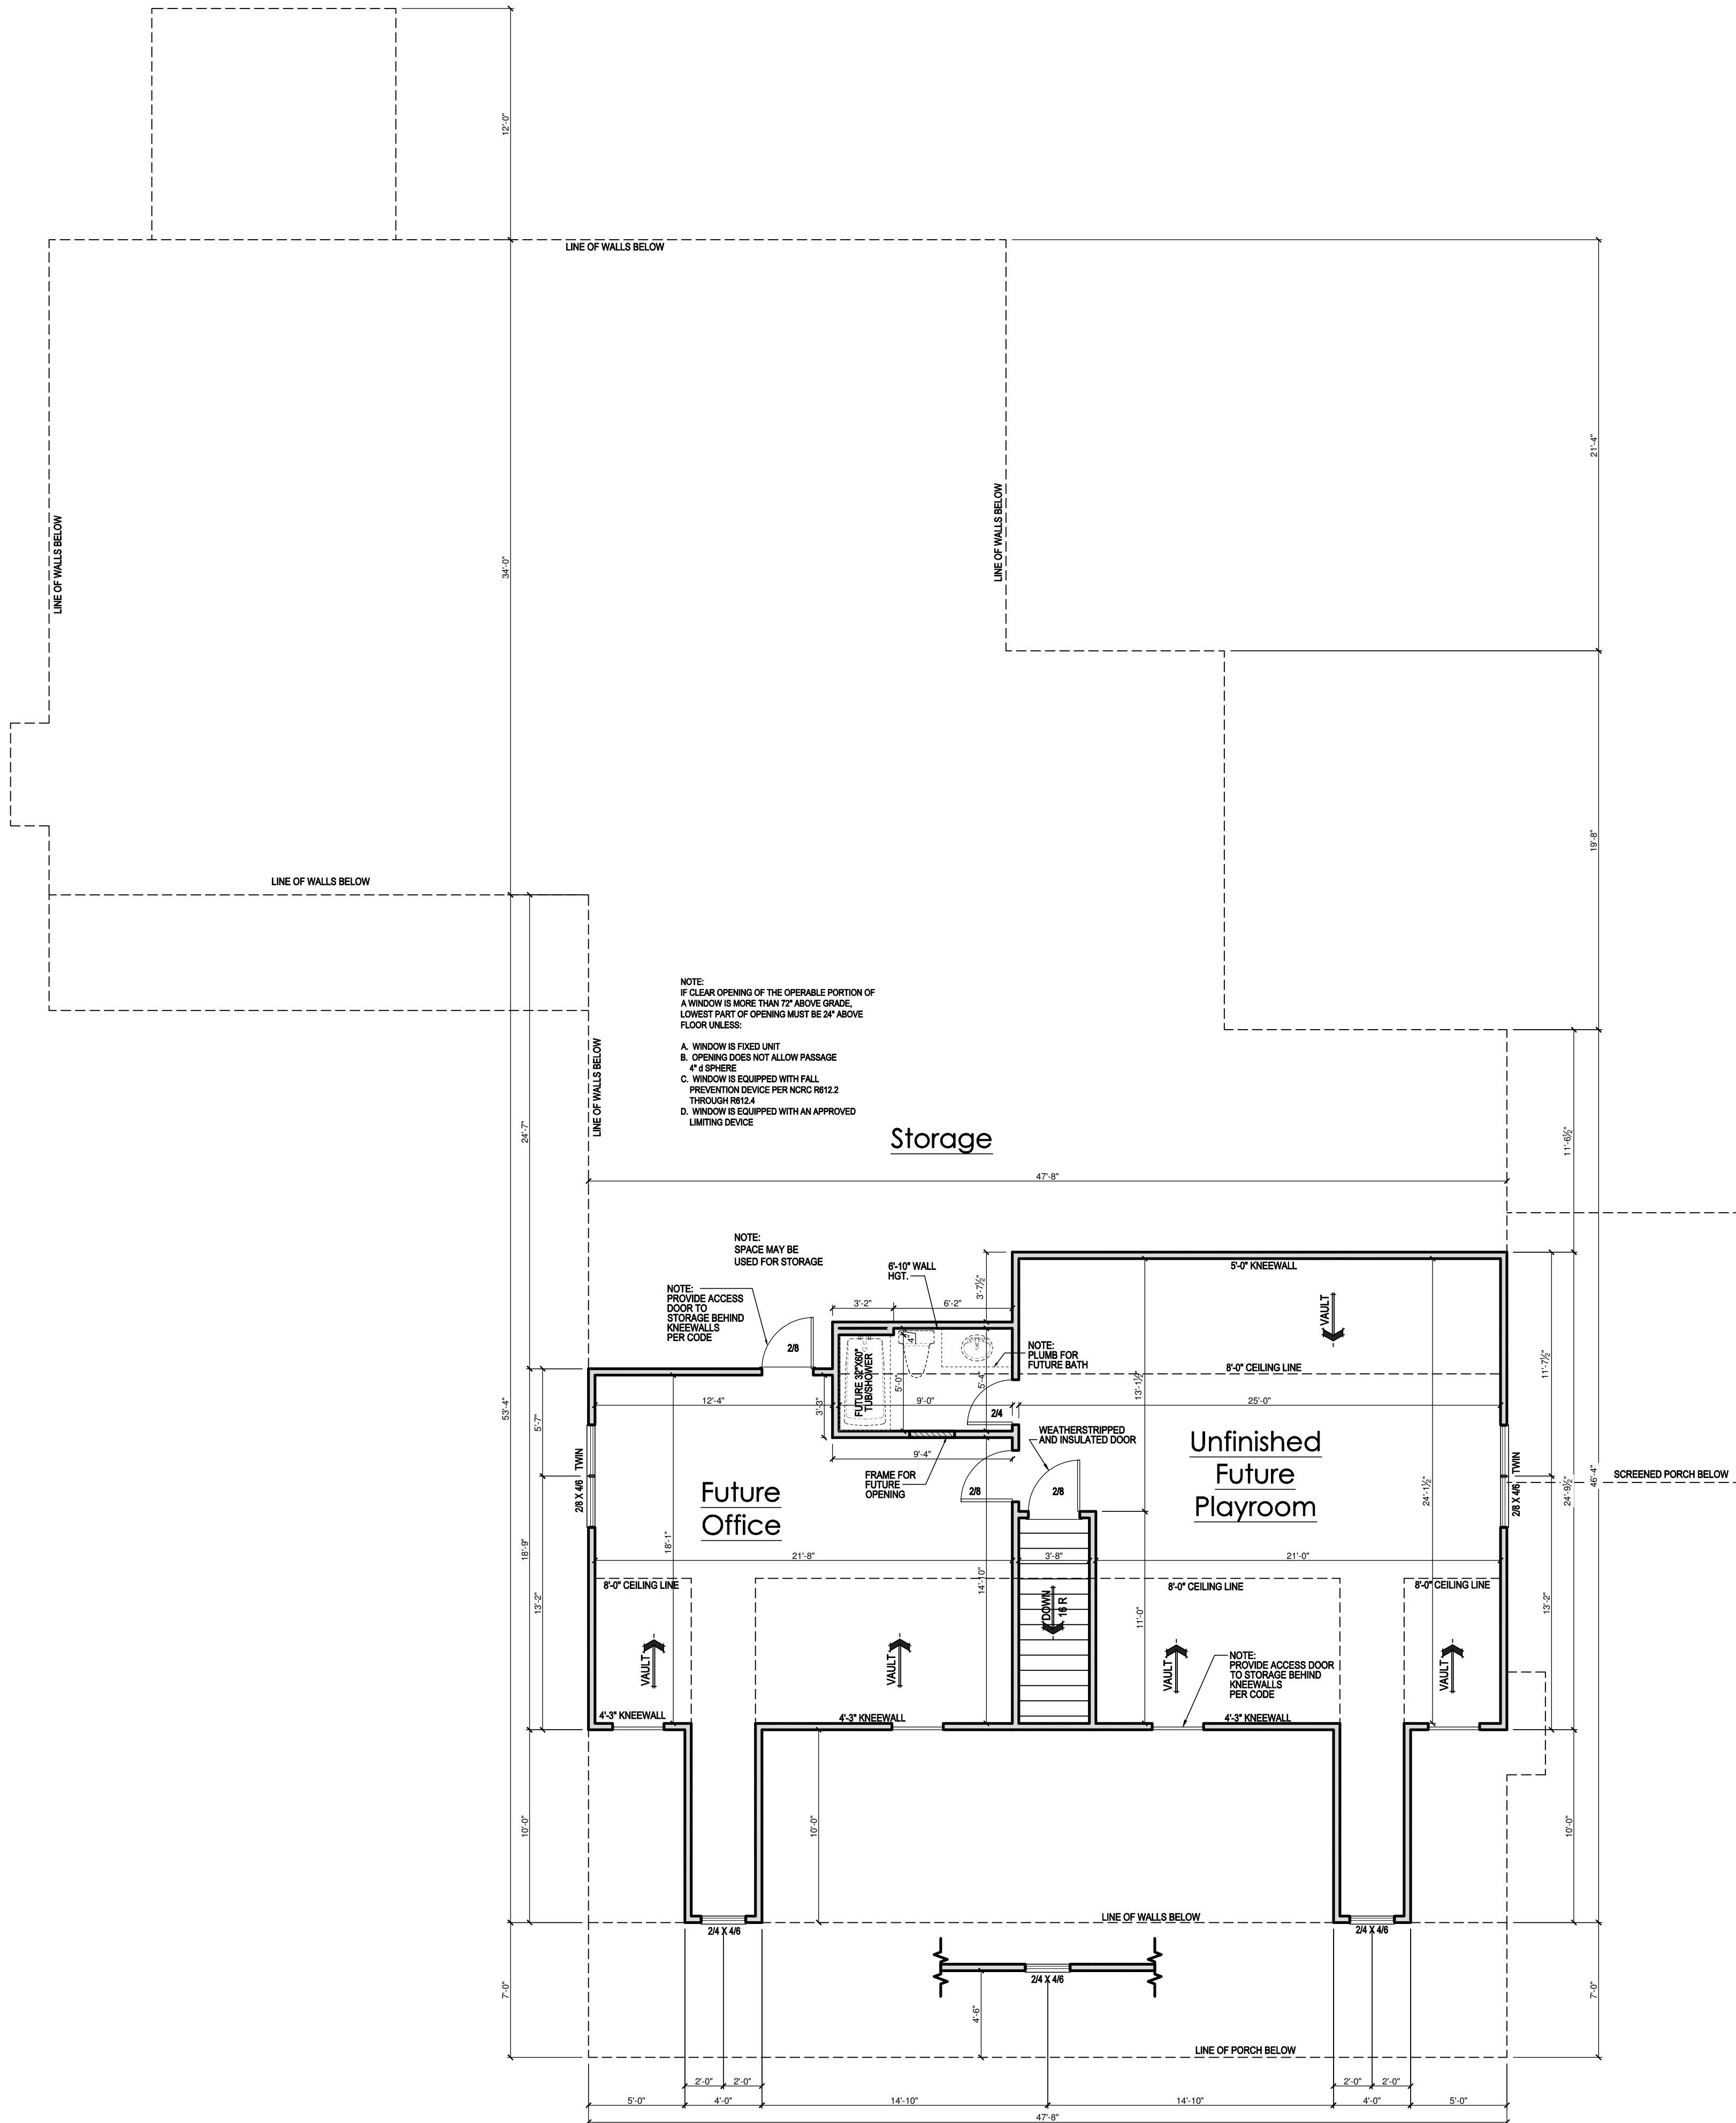 12'-0"
LINE OF WALLS BELOW
LINE OF WALLS BELOW
LINE OF WALLS BELOW
34'-0"
21'-4"
19'-8"
LINE OF WALLS BELOW
NOTE:
IF CLEAR OPENING OF THE OPERABLE PORTION OF
A WINDOW IS MORE THAN 72" ABOVE GRADE,
LOWEST PART OF OPENING MUST BE 24" ABOVE
FLOOR UNLESS:
A. WINDOW IS FIXED UNIT
B. OPENING DOES NOT ALLOW PASSAGE
4" d SPHERE
C. WINDOW IS EQUIPPED WITH FALL
PREVENTION DEVICE PER NCRC R612.2
THROUGH R612.4
D. WINDOW IS EQUIPPED WITH AN APPROVED
LIMITING DEVICE
LINE OF WALLS BELOW
24'-7"
Storage
11'-6½"
47'-8"
NOTE:
SPACE MAY BE
USED FOR STORAGE
6'-10" WALL
HGT.
3'-7½"
5'-0" KNEEWALL
NOTE:
PROVIDE ACCESS
DOOR TO
STORAGE BEHIND
KNEEWALLS
PER CODE
3'-2"
6'-2"
VAULT
2/8
4"
NOTE:
PLUMB FOR
FUTURE BATH
8'-0" CEILING LINE
11'-7½"
FUTURE 32"X60"
TUB/SHOWER
5'-0"
5'-4"
13'-1½"
53'-4"
5'-7"
12'-4"
3'-3"
9'-0"
25'-0"
2/4
WEATHERSTRIPPED
AND INSULATED DOOR
Unfinished
Future
Playroom
9'-4"
2/8 X 4/6 TWIN
FRAME FOR
FUTURE
OPENING
2/8
2/8
24'-1½"
2/8 X 4/6 TWIN
24'-9½"
46'-4"
SCREENED PORCH BELOW
Future
Office
18'-9"
18'-1"
21'-8"
3'-8"
21'-0"
14'-10"
8'-0" CEILING LINE
8'-0" CEILING LINE
8'-0" CEILING LINE
13'-2"
DOWN
16 R
11'-0"
13'-2"
VAULT
VAULT
VAULT
VAULT
NOTE:
PROVIDE ACCESS DOOR
TO STORAGE BEHIND
KNEEWALLS
PER CODE
4'-3" KNEEWALL
4'-3" KNEEWALL
4'-3" KNEEWALL
10'-0"
10'-0"
10'-0"
LINE OF WALLS BELOW
2/4 X 4/6
2/4 X 4/6
2/4 X 4/6
7'-0"
4'-6"
7'-0"
LINE OF PORCH BELOW
2'-0"
2'-0"
2'-0"
2'-0"
5'-0"
4'-0"
14'-10"
14'-10"
4'-0"
5'-0"
47'-8"